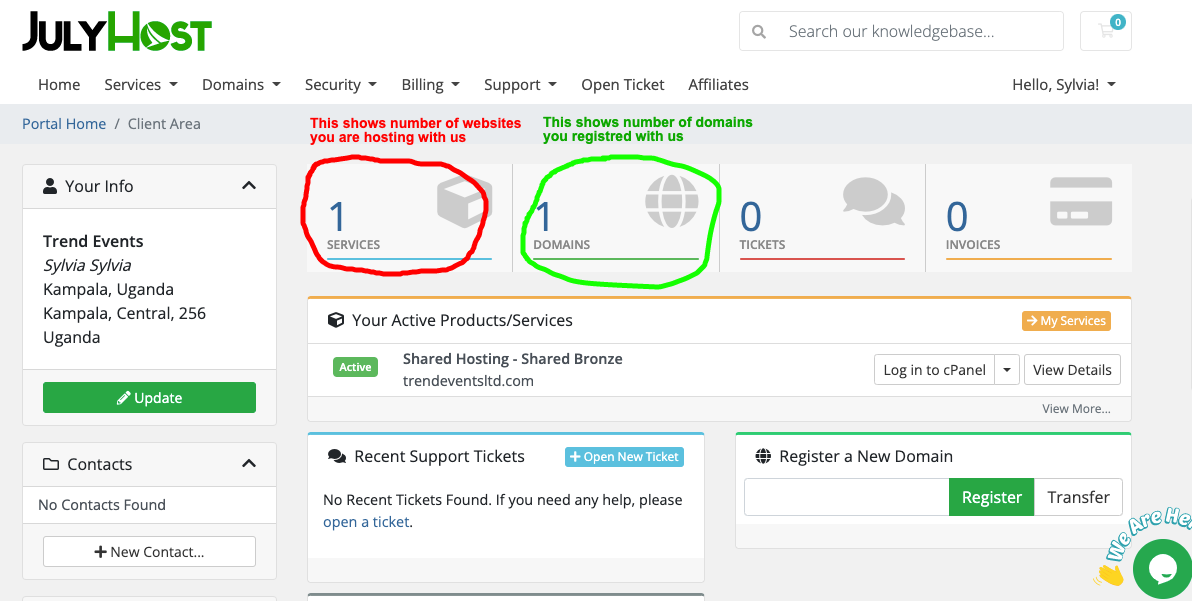 JULYHOST
Search our knowledgebase...
0
Home Services Domains Security Billing Support Open Ticket Affiliates Hello, Sylvia!
Portal Home / Client Area
This shows number of websites
you are hosting with us
This shows number of domains
you registred with us
Your Info
1
SERVICES
1
DOMAINS
0
TICKETS
0
INVOICES
Trend Events
Sylvia Sylvia
Kampala, Uganda
Kampala, Central, 256
Uganda
Update
Contacts
No Contacts Found
New Contact...
Your Active Products/Services
My Services
Active
Shared Hosting - Shared Bronze
trendeventsltd.com
Log in to cPanel
View Details
View More...
Recent Support Tickets
Open New Ticket
No Recent Tickets Found. If you need any help, please
open a ticket.
Register a New Domain
Register
Transfer
We Are